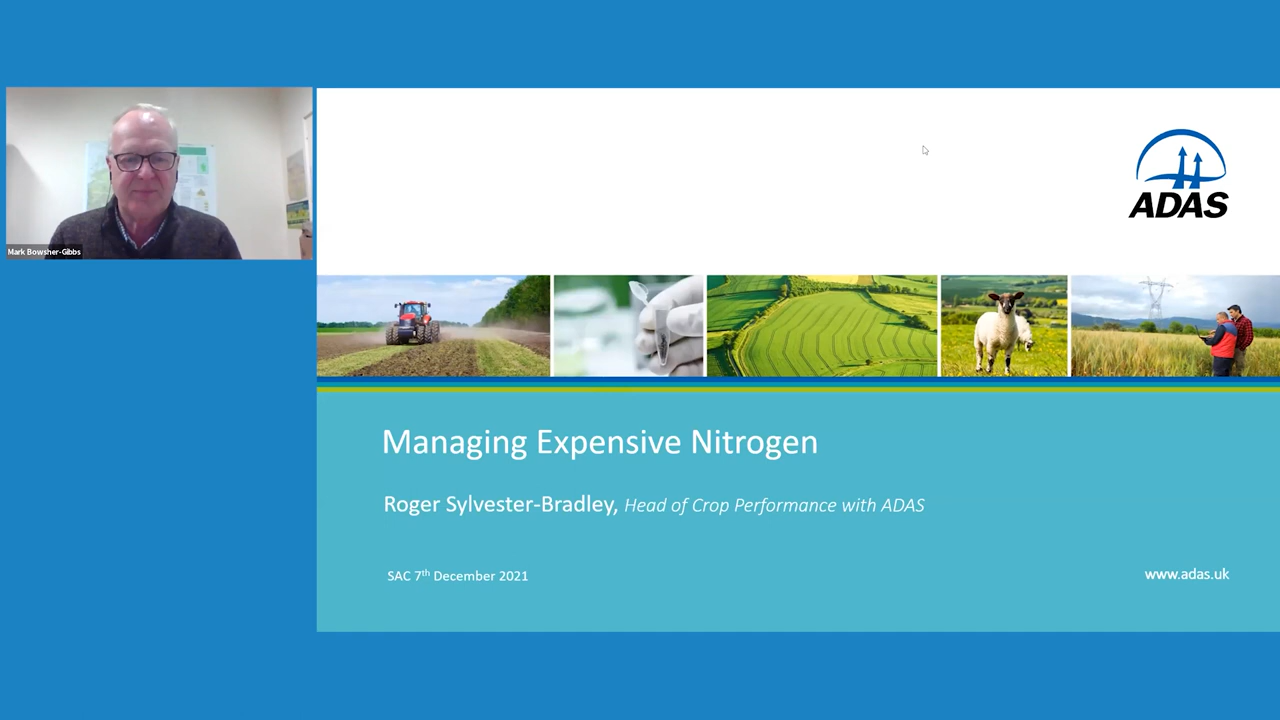 Mark Bowsher-Gibbs
ADAS
Managing Expensive Nitrogen
Roger Sylvester-Bradley, Head of Crop Performance with ADAS
SAC 7th December 2021
www.adas.uk